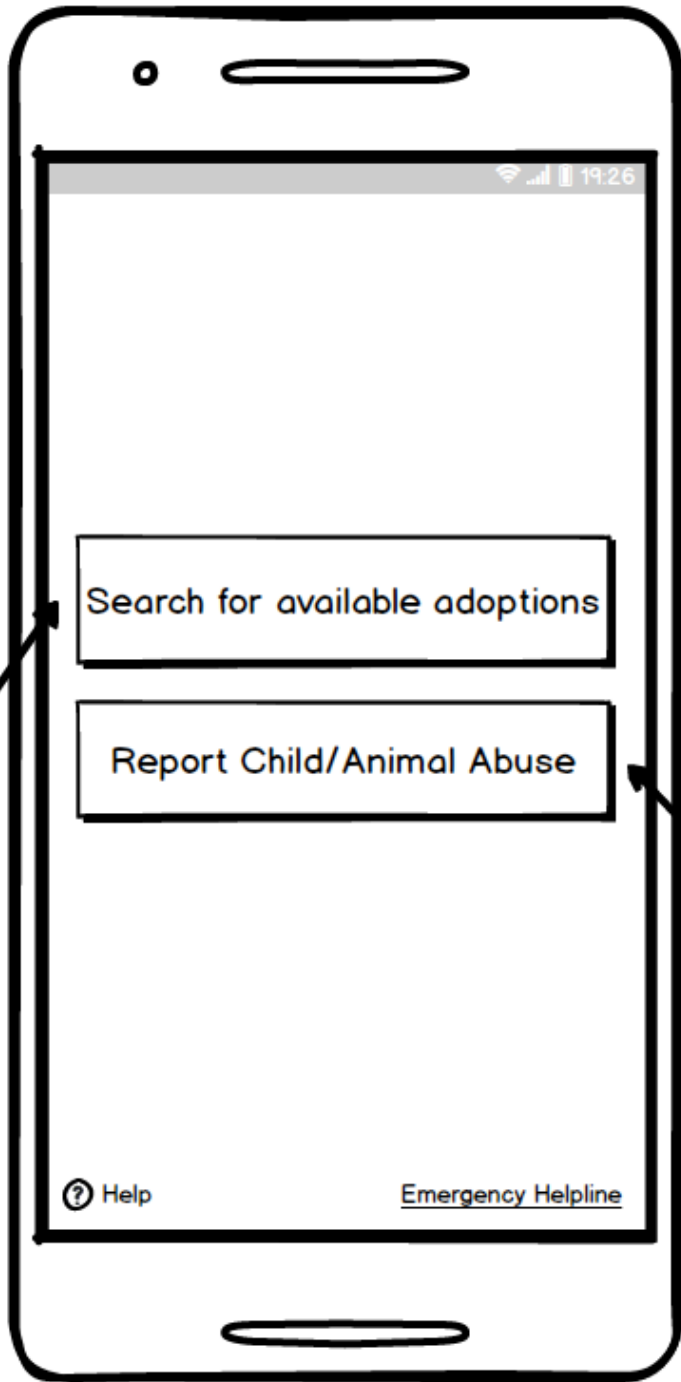 19:26
Search for available adoptions
Report Child/Animal Abuse
? Help
Emergency Helpline